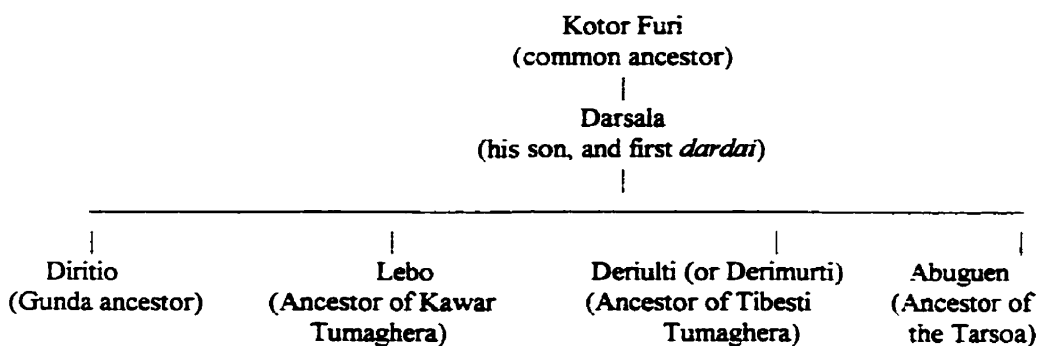 Kotor Furi
(common ancestor)
Darsala
(his son, and first dardai)
Diritio
(Gunda ancestor)
Lebo
(Ancestor of Kawar
Tumaghera)
Deriulti (or Derimurti)
(Ancestor of Tibesti
Tumaghera)
Abuguen
(Ancestor of
the Tarsoa)